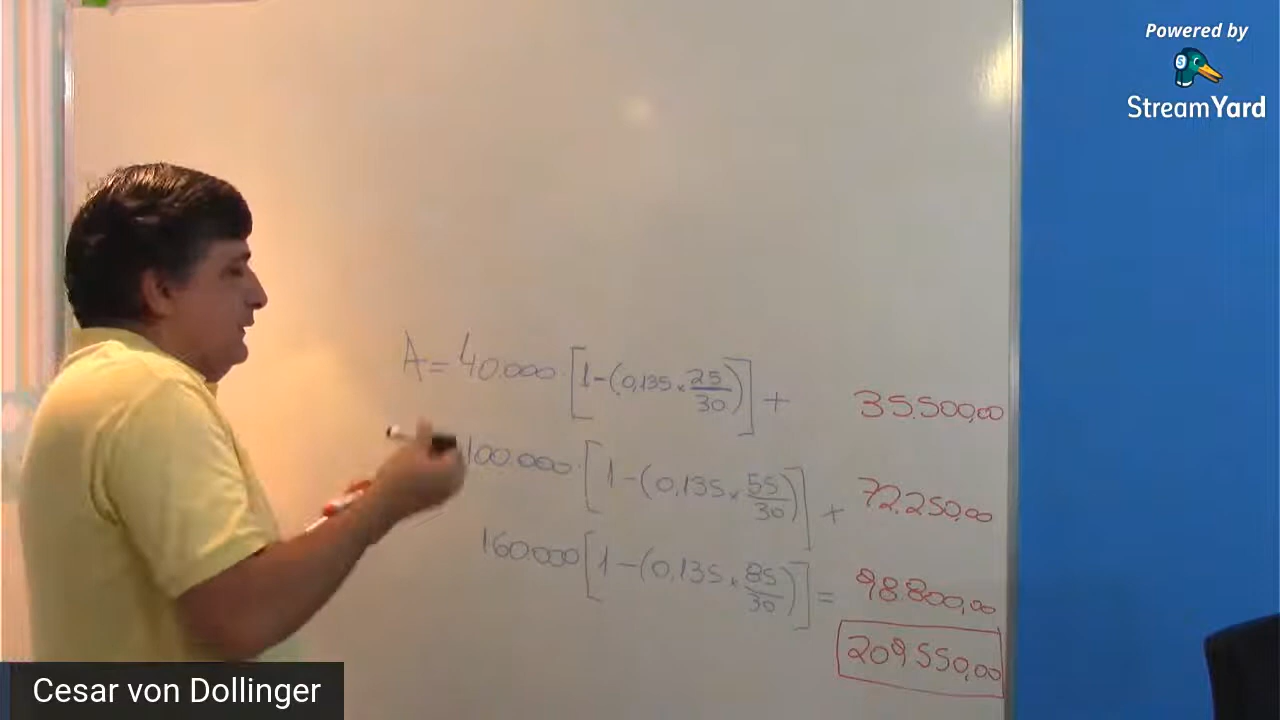 Powered by
StreamYard
A = 40.000 · [1-(0,135 × 25/30)] + 35.500,00
100.000 · [1-(0,135 × 55/30)] + 72.250,00
160.000 [1-(0,135 × 85/30)] = 98.800,00
209.550,00
Cesar von Dollinger